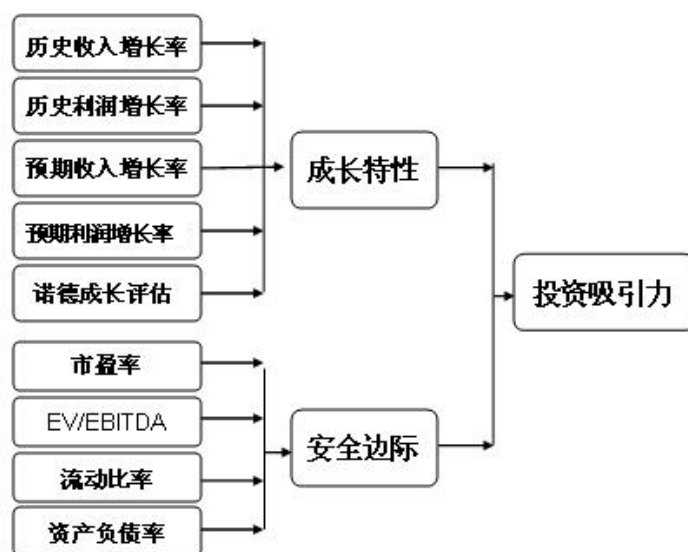 历史收入增长率
历史利润增长率
预期收入增长率
预期利润增长率
诺德成长评估
成长特性
市盈率
EV/EBITDA
流动比率
资产负债率
安全边际
投资吸引力